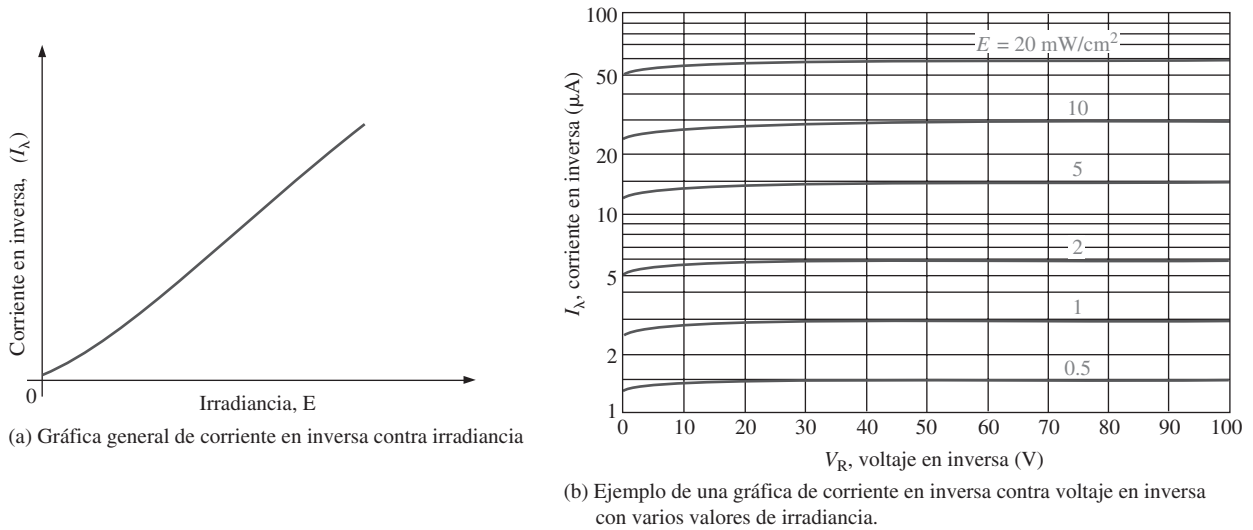 Corriente en inversa, (Iλ)
0
Irradiancia, E
(a) Gráfica general de corriente en inversa contra irradiancia
Iλ, corriente en inversa (μA)
100
50
20
10
5
2
1
E = 20 mW/cm²
10
5
2
1
0.5
0 10 20 30 40 50 60 70 80 90 100
VR, voltaje en inversa (V)
(b) Ejemplo de una gráfica de corriente en inversa contra voltaje en inversa
con varios valores de irradiancia.